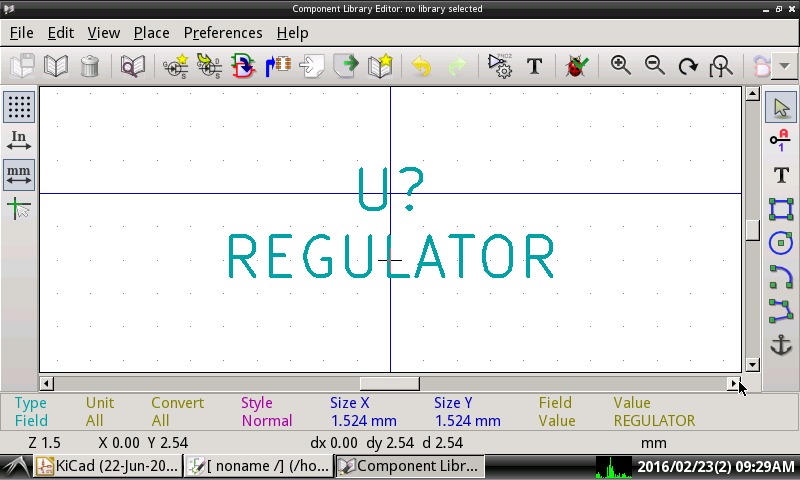 Component Library Editor: no library selected
File Edit View Place Preferences Help
T
In
mm
U?
REGULATOR
A
1
T
Type Unit Convert Style Size X Size Y Field Value
Field All All Normal 1.524 mm 1.524 mm Value REGULATOR
Z 1.5 X 0.00 Y 2.54 dx 0.00 dy 2.54 d 2.54 mm
KiCad (22-Jun-20... [ noname /] (/ho... Component Libr... 2016/02/23(2) 09:29AM